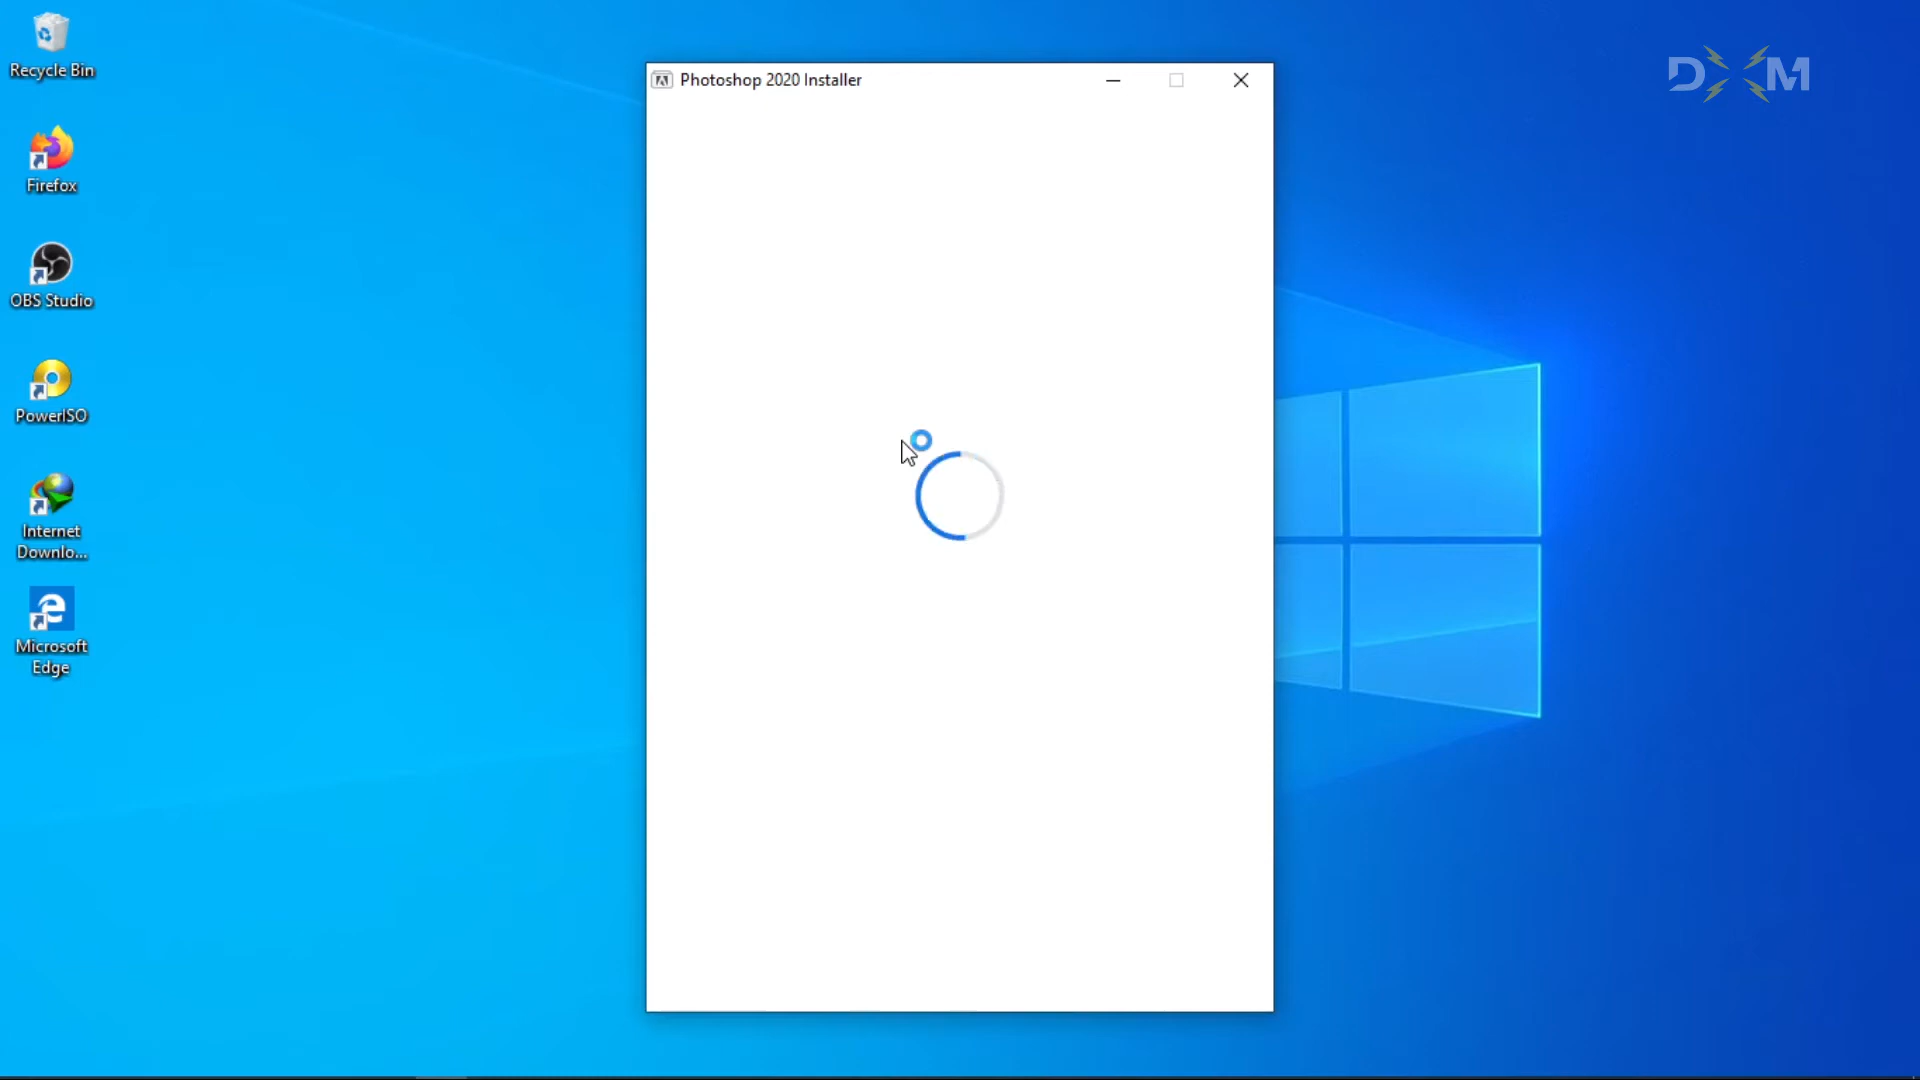 Recycle Bin
Firefox
OBS Studio
PowerISO
Internet
Downlo...
Microsoft
Edge
Photoshop 2020 Installer
DXM